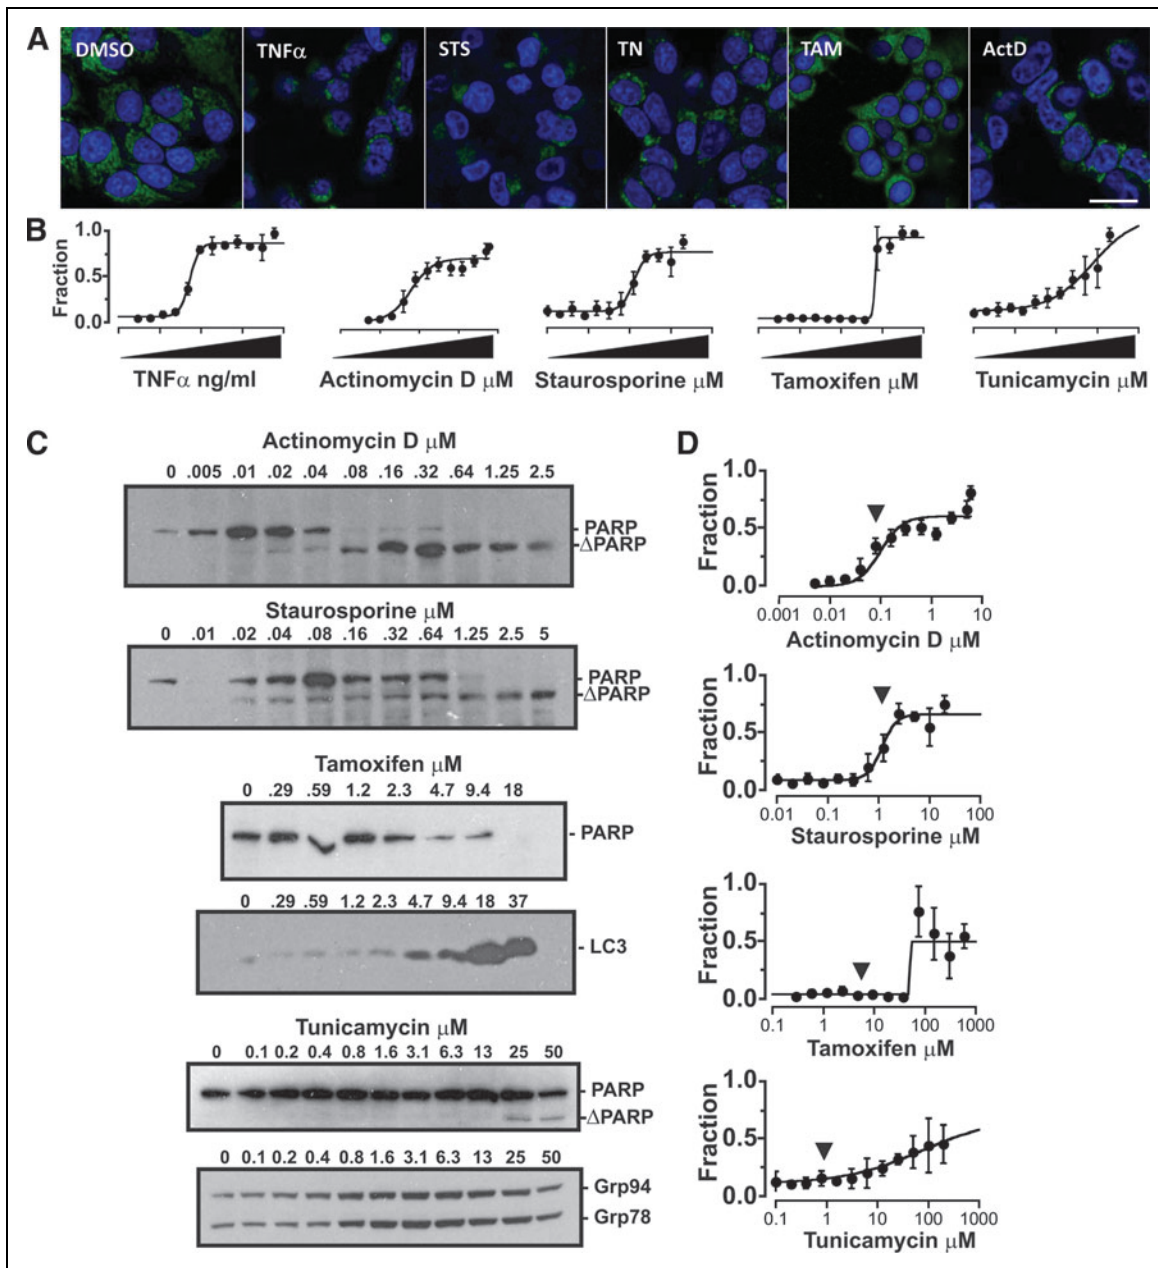 A
DMSO TNFα STS TN TAM ActD
B
Fraction
1.0
0.5
0.0
TNFα ng/ml Actinomycin D μM Staurosporine μM Tamoxifen μM Tunicamycin μM
C
Actinomycin D μM
0 .005 .01 .02 .04 .08 .16 .32 .64 1.25 2.5
PARP
ΔPARP
Staurosporine μM
0 .01 .02 .04 .08 .16 .32 .64 1.25 2.5 5
PARP
ΔPARP
Tamoxifen μM
0 .29 .59 1.2 2.3 4.7 9.4 18
PARP
0 .29 .59 1.2 2.3 4.7 9.4 18 37
LC3
Tunicamycin μM
0 0.1 0.2 0.4 0.8 1.6 3.1 6.3 13 25 50
PARP
ΔPARP
0 0.1 0.2 0.4 0.8 1.6 3.1 6.3 13 25 50
Grp94
Grp78
D
Fraction
1.0
0.5
0.0
0.001 0.01 0.1 1 10
Actinomycin D μM
Fraction
1.0
0.5
0.0
0.01 0.1 1 10 100
Staurosporine μM
Fraction
1.0
0.5
0.0
0.1 1 10 100 1000
Tamoxifen μM
Fraction
1.0
0.5
0.0
0.1 1 10 100 1000
Tunicamycin μM